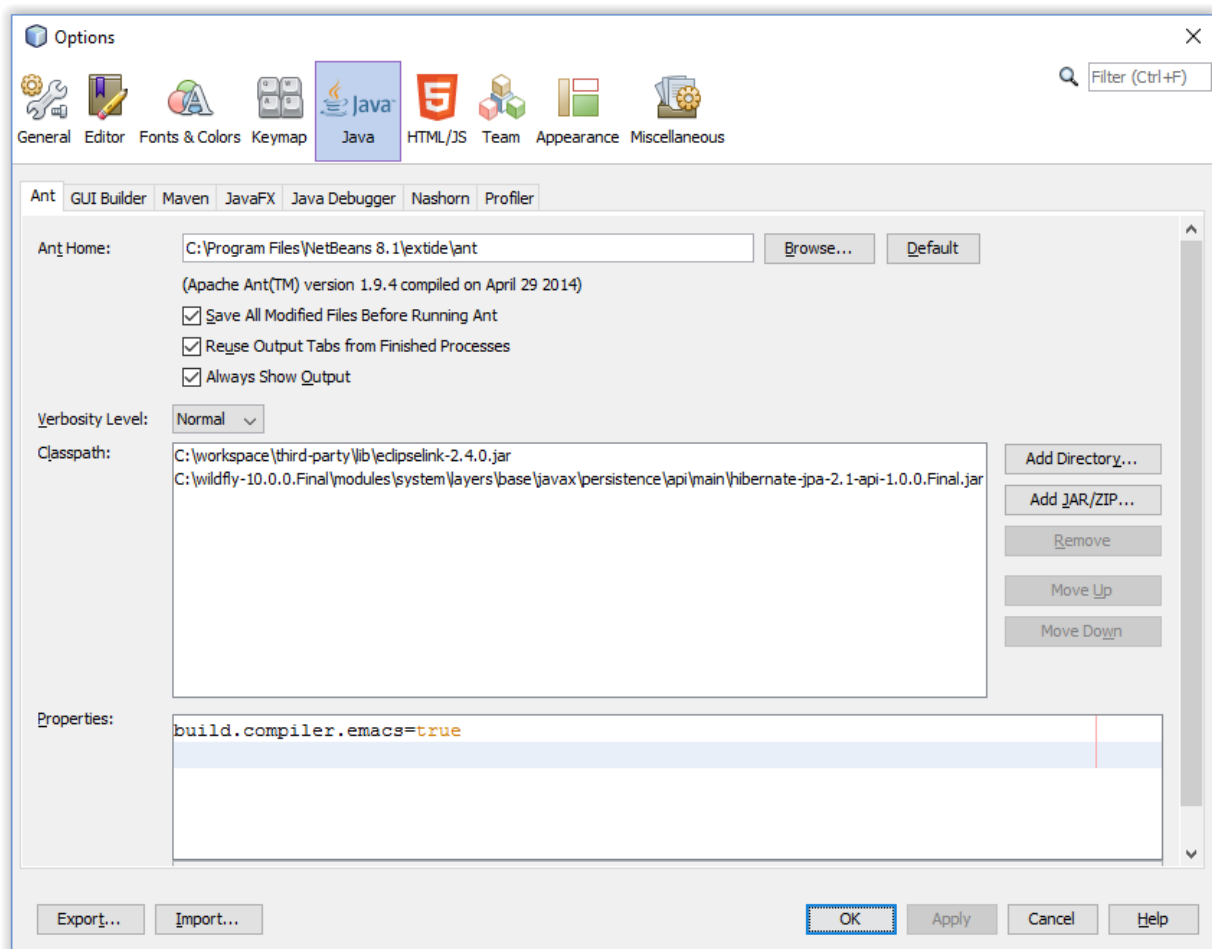 Options
Filter (Ctrl+F)
General Editor Fonts & Colors Keymap Java HTML/JS Team Appearance Miscellaneous
Ant GUI Builder Maven JavaFX Java Debugger Nashorn Profiler
Ant Home: C:\Program Files\NetBeans 8.1\extide\ant Browse... Default
(Apache Ant(TM) version 1.9.4 compiled on April 29 2014)
Save All Modified Files Before Running Ant
Reuse Output Tabs from Finished Processes
Always Show Output
Verbosity Level: Normal
Classpath: C:\workspace\third-party\lib\eclipselink-2.4.0.jar Add Directory...
C:\wildfly-10.0.0.Final\modules\system\layers\base\javax\persistence\api\main\hibernate-jpa-2.1-api-1.0.0.Final.jar
Add JAR/ZIP...
Remove
Move Up
Move Down
Properties: build.compiler.emacs=true
Export... Import... OK Apply Cancel Help